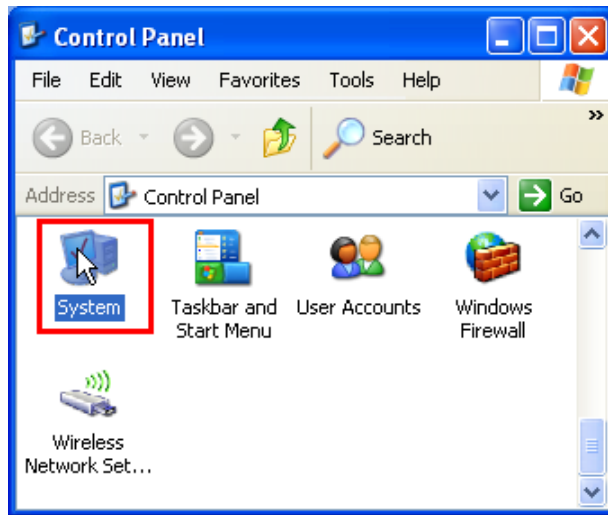 Control Panel
File Edit View Favorites Tools Help
Back Search »
Address Control Panel Go
System Taskbar and Start Menu User Accounts Windows Firewall
Wireless Network Set...